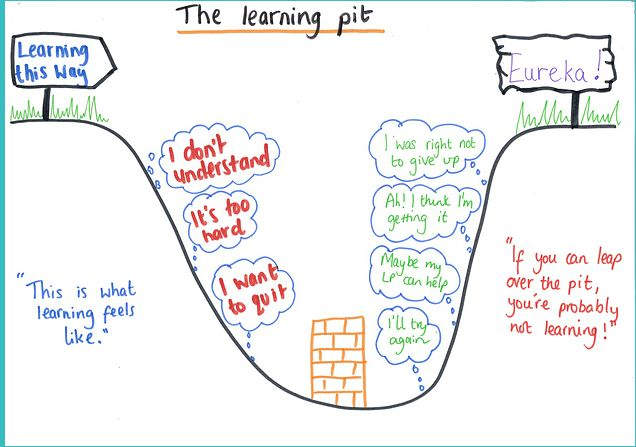 The learning pit
Learning
this way
Eureka!
I don't
understand
It's too
hard
I want
to quit
I was right not
to give up
Ah! I think I'm
getting it
Maybe my
LP can help
I'll try
again
"This is what
learning feels
like."
"If you can leap
over the pit,
you're probably
not learning!"